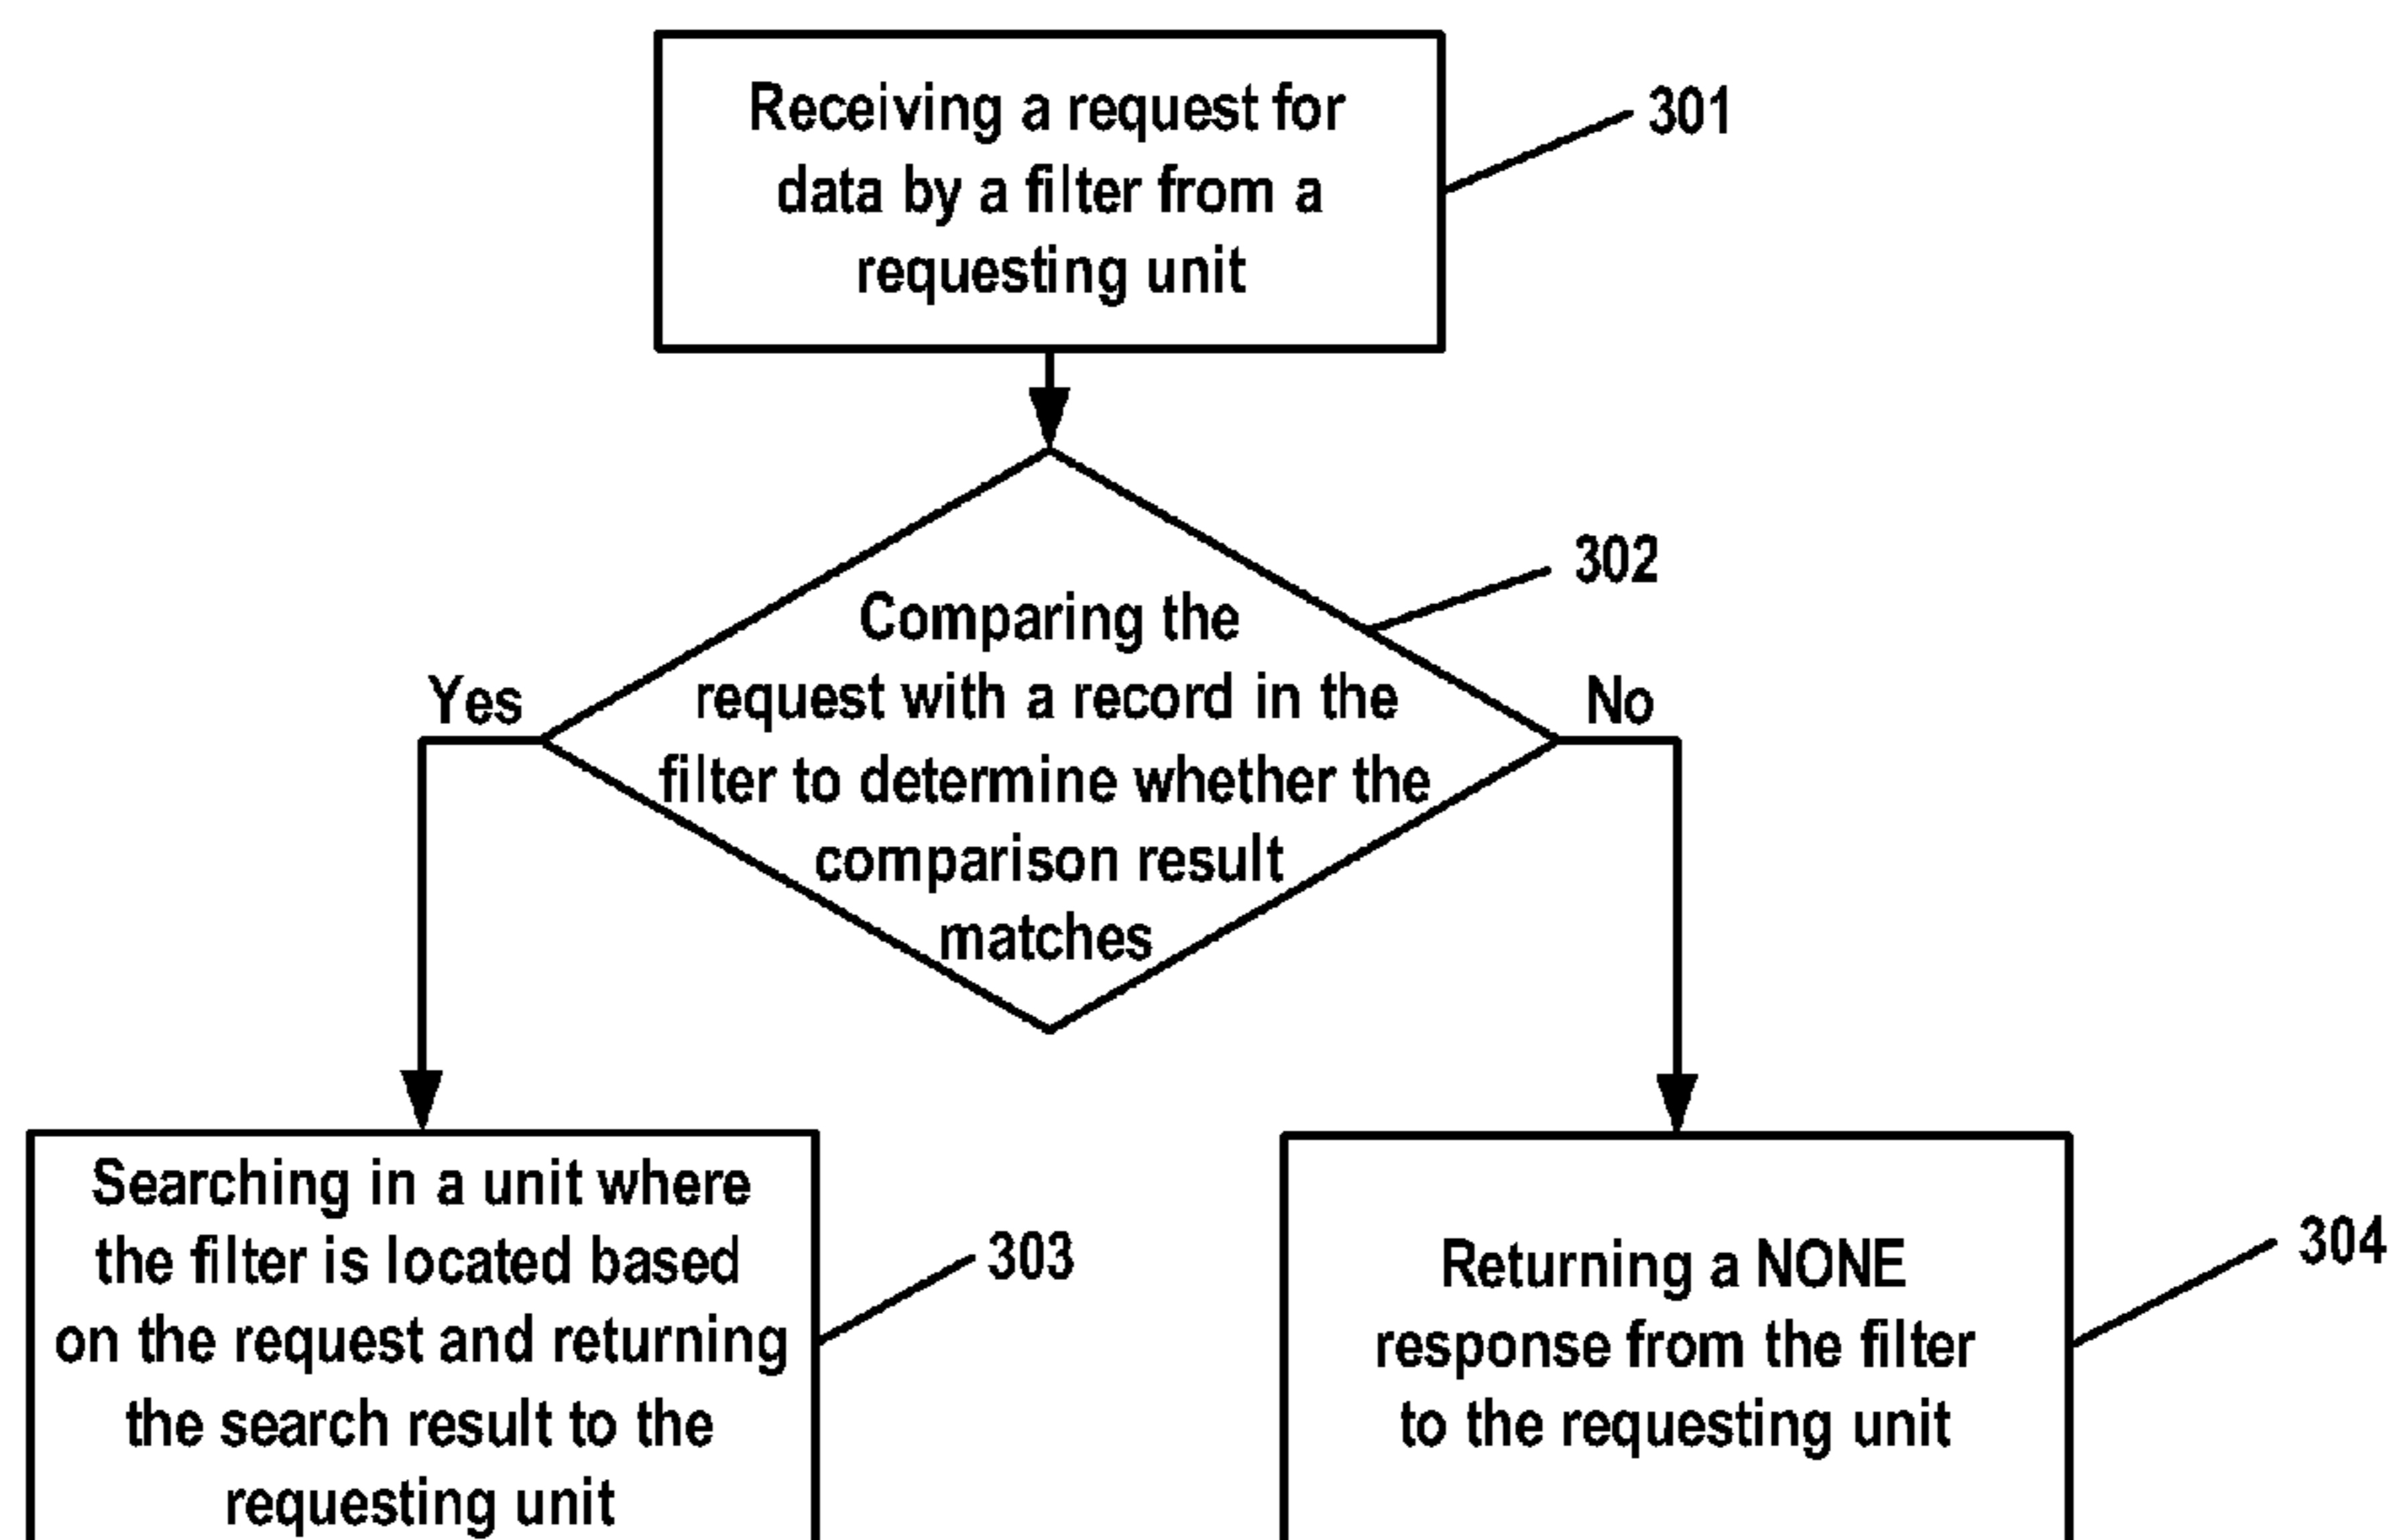 Receiving a request for
data by a filter from a
requesting unit
301
302
Comparing the
request with a record in the
filter to determine whether the
comparison result
matches
Yes
No
Searching in a unit where
the filter is located based
on the request and returning
the search result to the
requesting unit
303
Returning a NONE
response from the filter
to the requesting unit
304